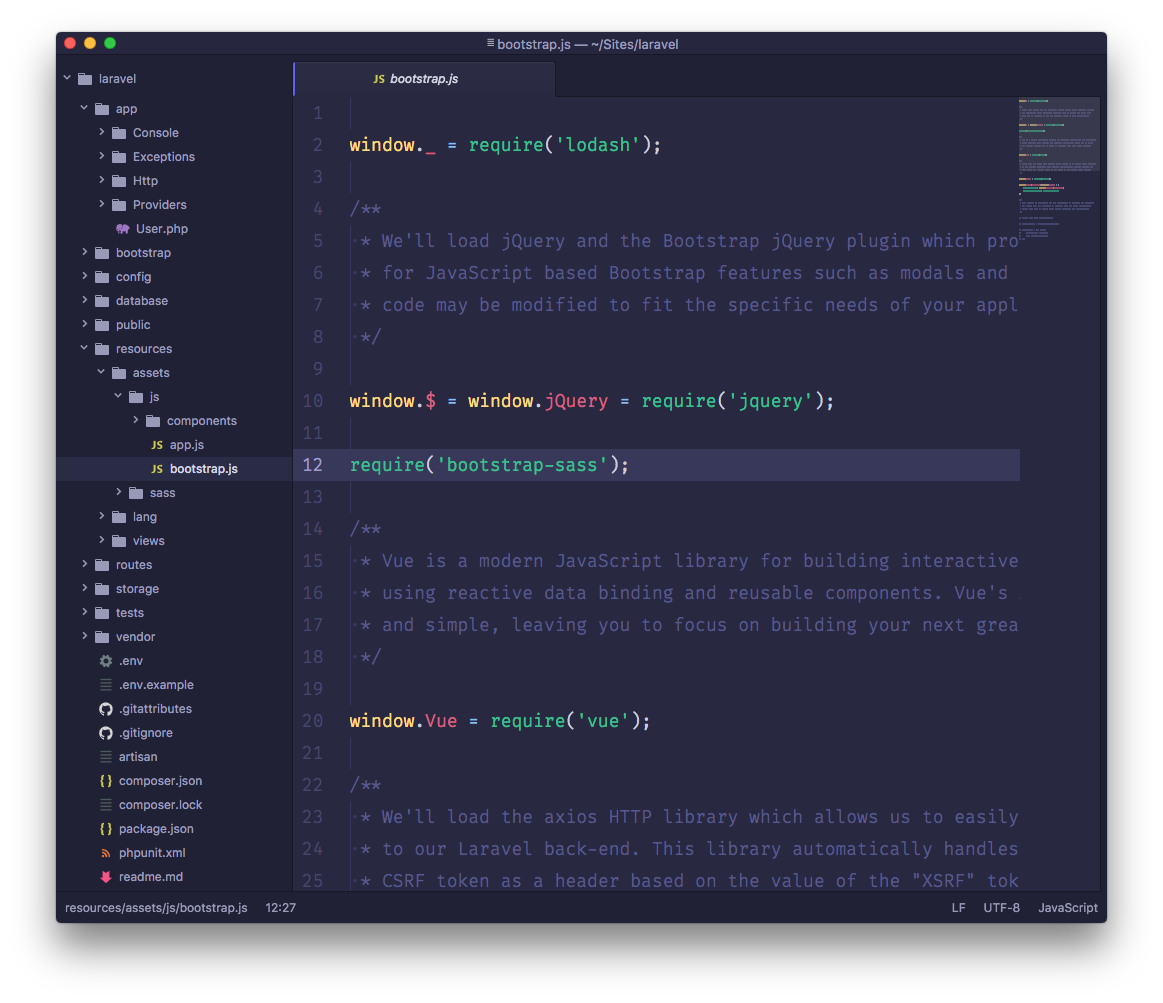 bootstrap.js — ~/Sites/laravel
laravel
app
Console
Exceptions
Http
Providers
User.php
bootstrap
config
database
public
resources
assets
js
components
JS app.js
JS bootstrap.js
sass
lang
views
routes
storage
tests
vendor
.env
.env.example
.gitattributes
.gitignore
artisan
{} composer.json
composer.lock
{} package.json
phpunit.xml
readme.md
JS bootstrap.js
1
2 window._ = require('lodash');
3
4 /**
5 * We'll load jQuery and the Bootstrap jQuery plugin which pro
6 * for JavaScript based Bootstrap features such as modals and
7 * code may be modified to fit the specific needs of your appl
8 */
9
10 window.$ = window.jQuery = require('jquery');
11
12 require('bootstrap-sass');
13
14 /**
15 * Vue is a modern JavaScript library for building interactive
16 * using reactive data binding and reusable components. Vue's
17 * and simple, leaving you to focus on building your next grea
18 */
19
20 window.Vue = require('vue');
21
22 /**
23 * We'll load the axios HTTP library which allows us to easily
24 * to our Laravel back-end. This library automatically handles
25 * CSRF token as a header based on the value of the "XSRF" tok
resources/assets/js/bootstrap.js 12:27 LF UTF-8 JavaScript